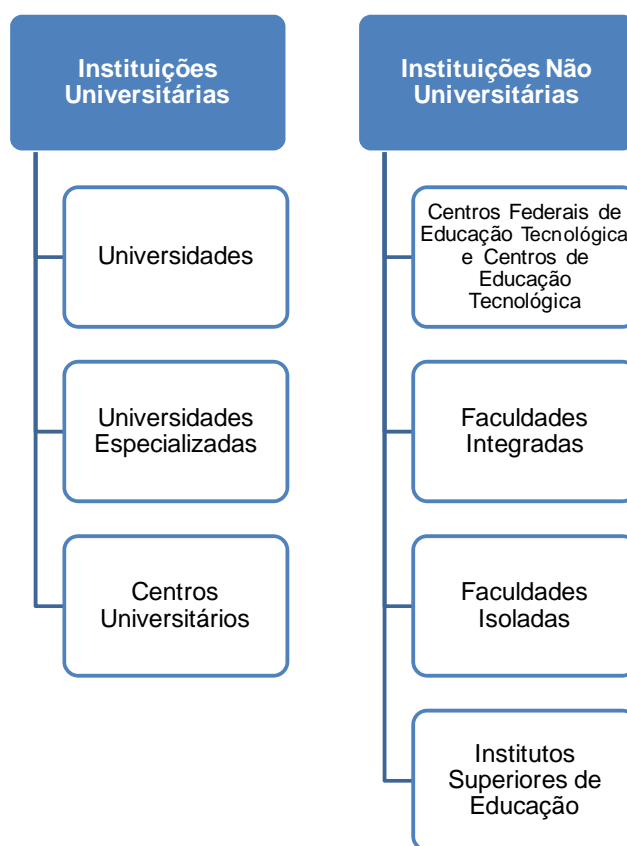 Instituições
Universitárias
Universidades
Universidades
Especializadas
Centros
Universitários
Instituições Não
Universitárias
Centros Federais de
Educação Tecnológica
e Centros de
Educação
Tecnológica
Faculdades
Integradas
Faculdades
Isoladas
Institutos
Superiores de
Educação